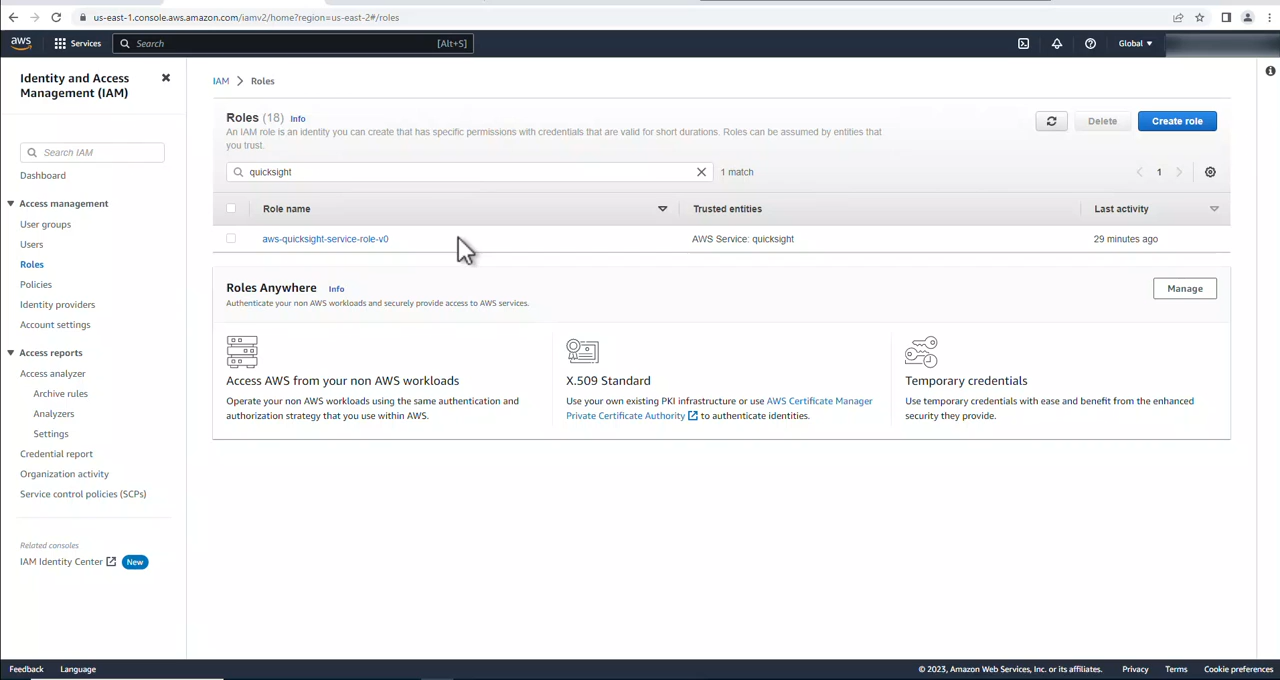 us-east-1.console.aws.amazon.com/iamv2/home?region=us-east-2#/roles
aws
Services
Search
[Alt+S]
Global
Identity and Access
Management (IAM)
Search IAM
Dashboard
Access management
User groups
Users
Roles
Policies
Identity providers
Account settings
Access reports
Access analyzer
Archive rules
Analyzers
Settings
Credential report
Organization activity
Service control policies (SCPs)
Related consoles
IAM Identity Center New
IAM > Roles
Roles (18) Info
An IAM role is an identity you can create that has specific permissions with credentials that are valid for short durations. Roles can be assumed by entities that
you trust.
Delete
Create role
quicksight
1 match
1
Role name Trusted entities Last activity
aws-quicksight-service-role-v0 AWS Service: quicksight 29 minutes ago
Roles Anywhere Info
Authenticate your non AWS workloads and securely provide access to AWS services.
Manage
Access AWS from your non AWS workloads
Operate your non AWS workloads using the same authentication and
authorization strategy that you use within AWS.
X.509 Standard
Use your own existing PKI infrastructure or use AWS Certificate Manager
Private Certificate Authority to authenticate identities.
Temporary credentials
Use temporary credentials with ease and benefit from the enhanced
security they provide.
Feedback Language © 2023, Amazon Web Services, Inc. or its affiliates. Privacy Terms Cookie preferences